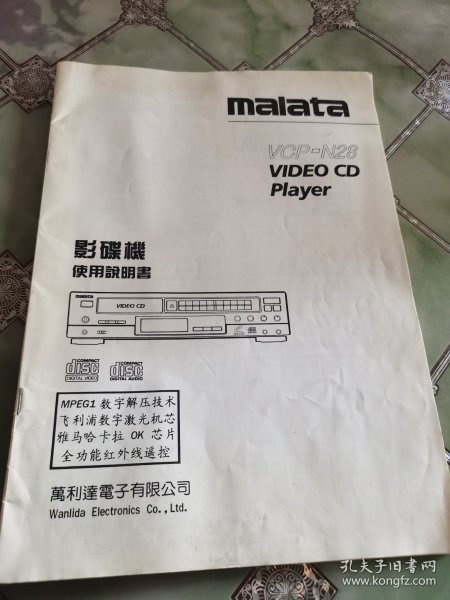 malata
VCP-N28
VIDEO CD
Player
影碟機
使用說明書
malata
VIDEO CD
COMPACT
disc
DIGITAL VIDEO
COMPACT
disc
DIGITAL AUDIO
MPEG1 数字解压技术
飞利浦数字激光机芯
雅马哈卡拉 OK 芯片
全功能红外线遥控
萬利達電子有限公司
Wanlida Electronics Co.,Ltd.
孔夫子旧书网
www.kongfz.com